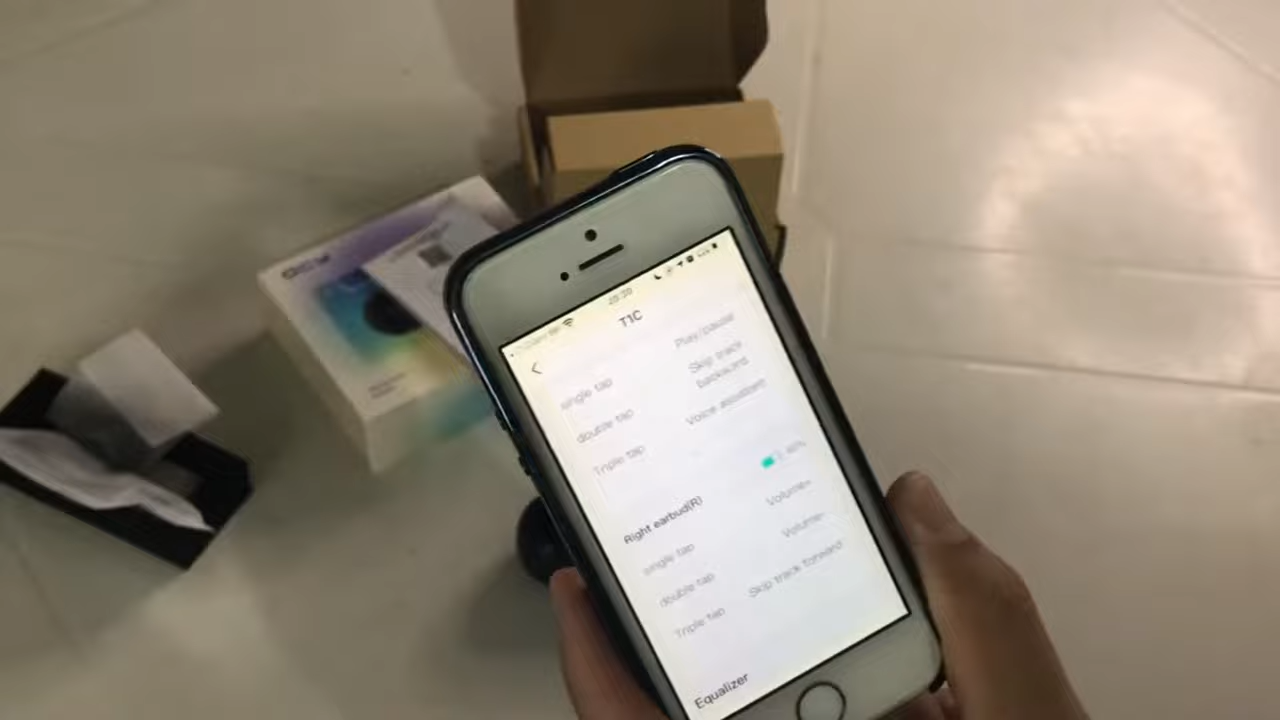 T1C
single tap Play/pause
double tap Skip track backward
Triple tap Voice assistant
Right earbud(R)
single tap Volume+
double tap Volume-
Triple tap Skip track forward
Equalizer